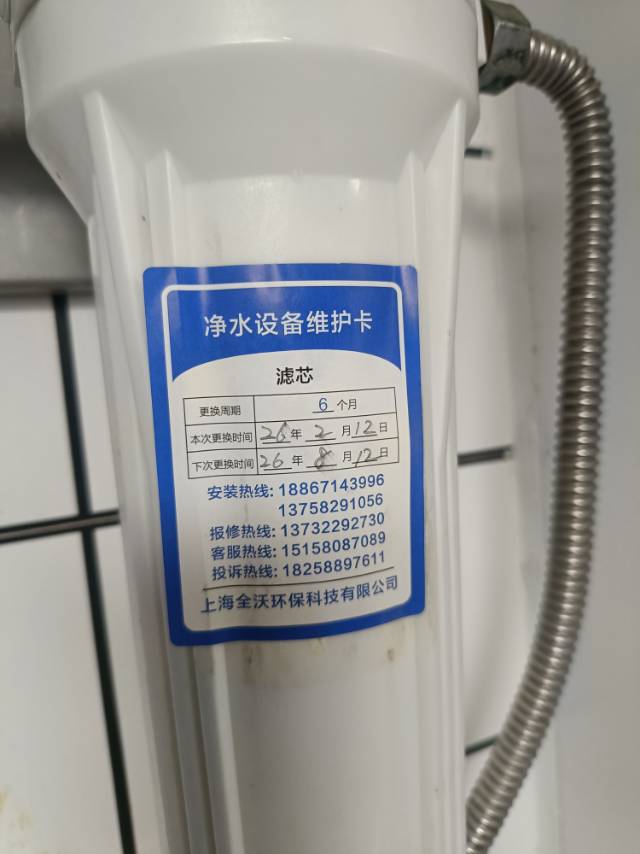 净水设备维护卡
滤芯
更换周期 6 个月
本次更换时间 26 年 2 月 12 日
下次更换时间 26 年 8 月 12 日
安装热线: 18867143996
13758291056
报修热线: 13732292730
客服热线: 15158087089
投诉热线: 18258897611
上海全沃环保科技有限公司